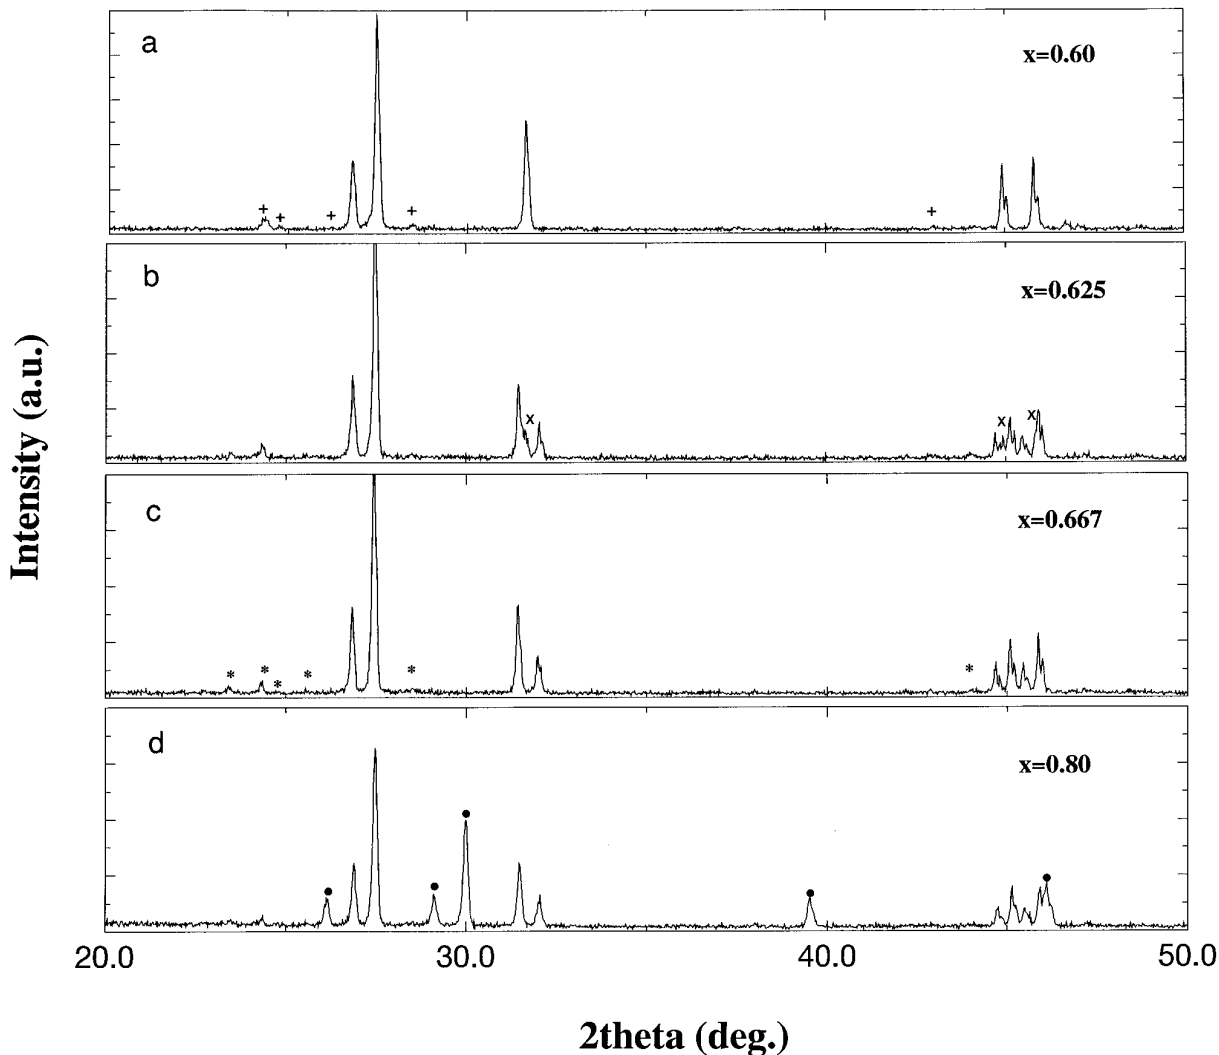 a
x=0.60
+ + + + +
b
x=0.625
x x x
c
x=0.667
* * * * * *
d
x=0.80
20.0 30.0 40.0 50.0
2theta (deg.)
Intensity (a.u.)